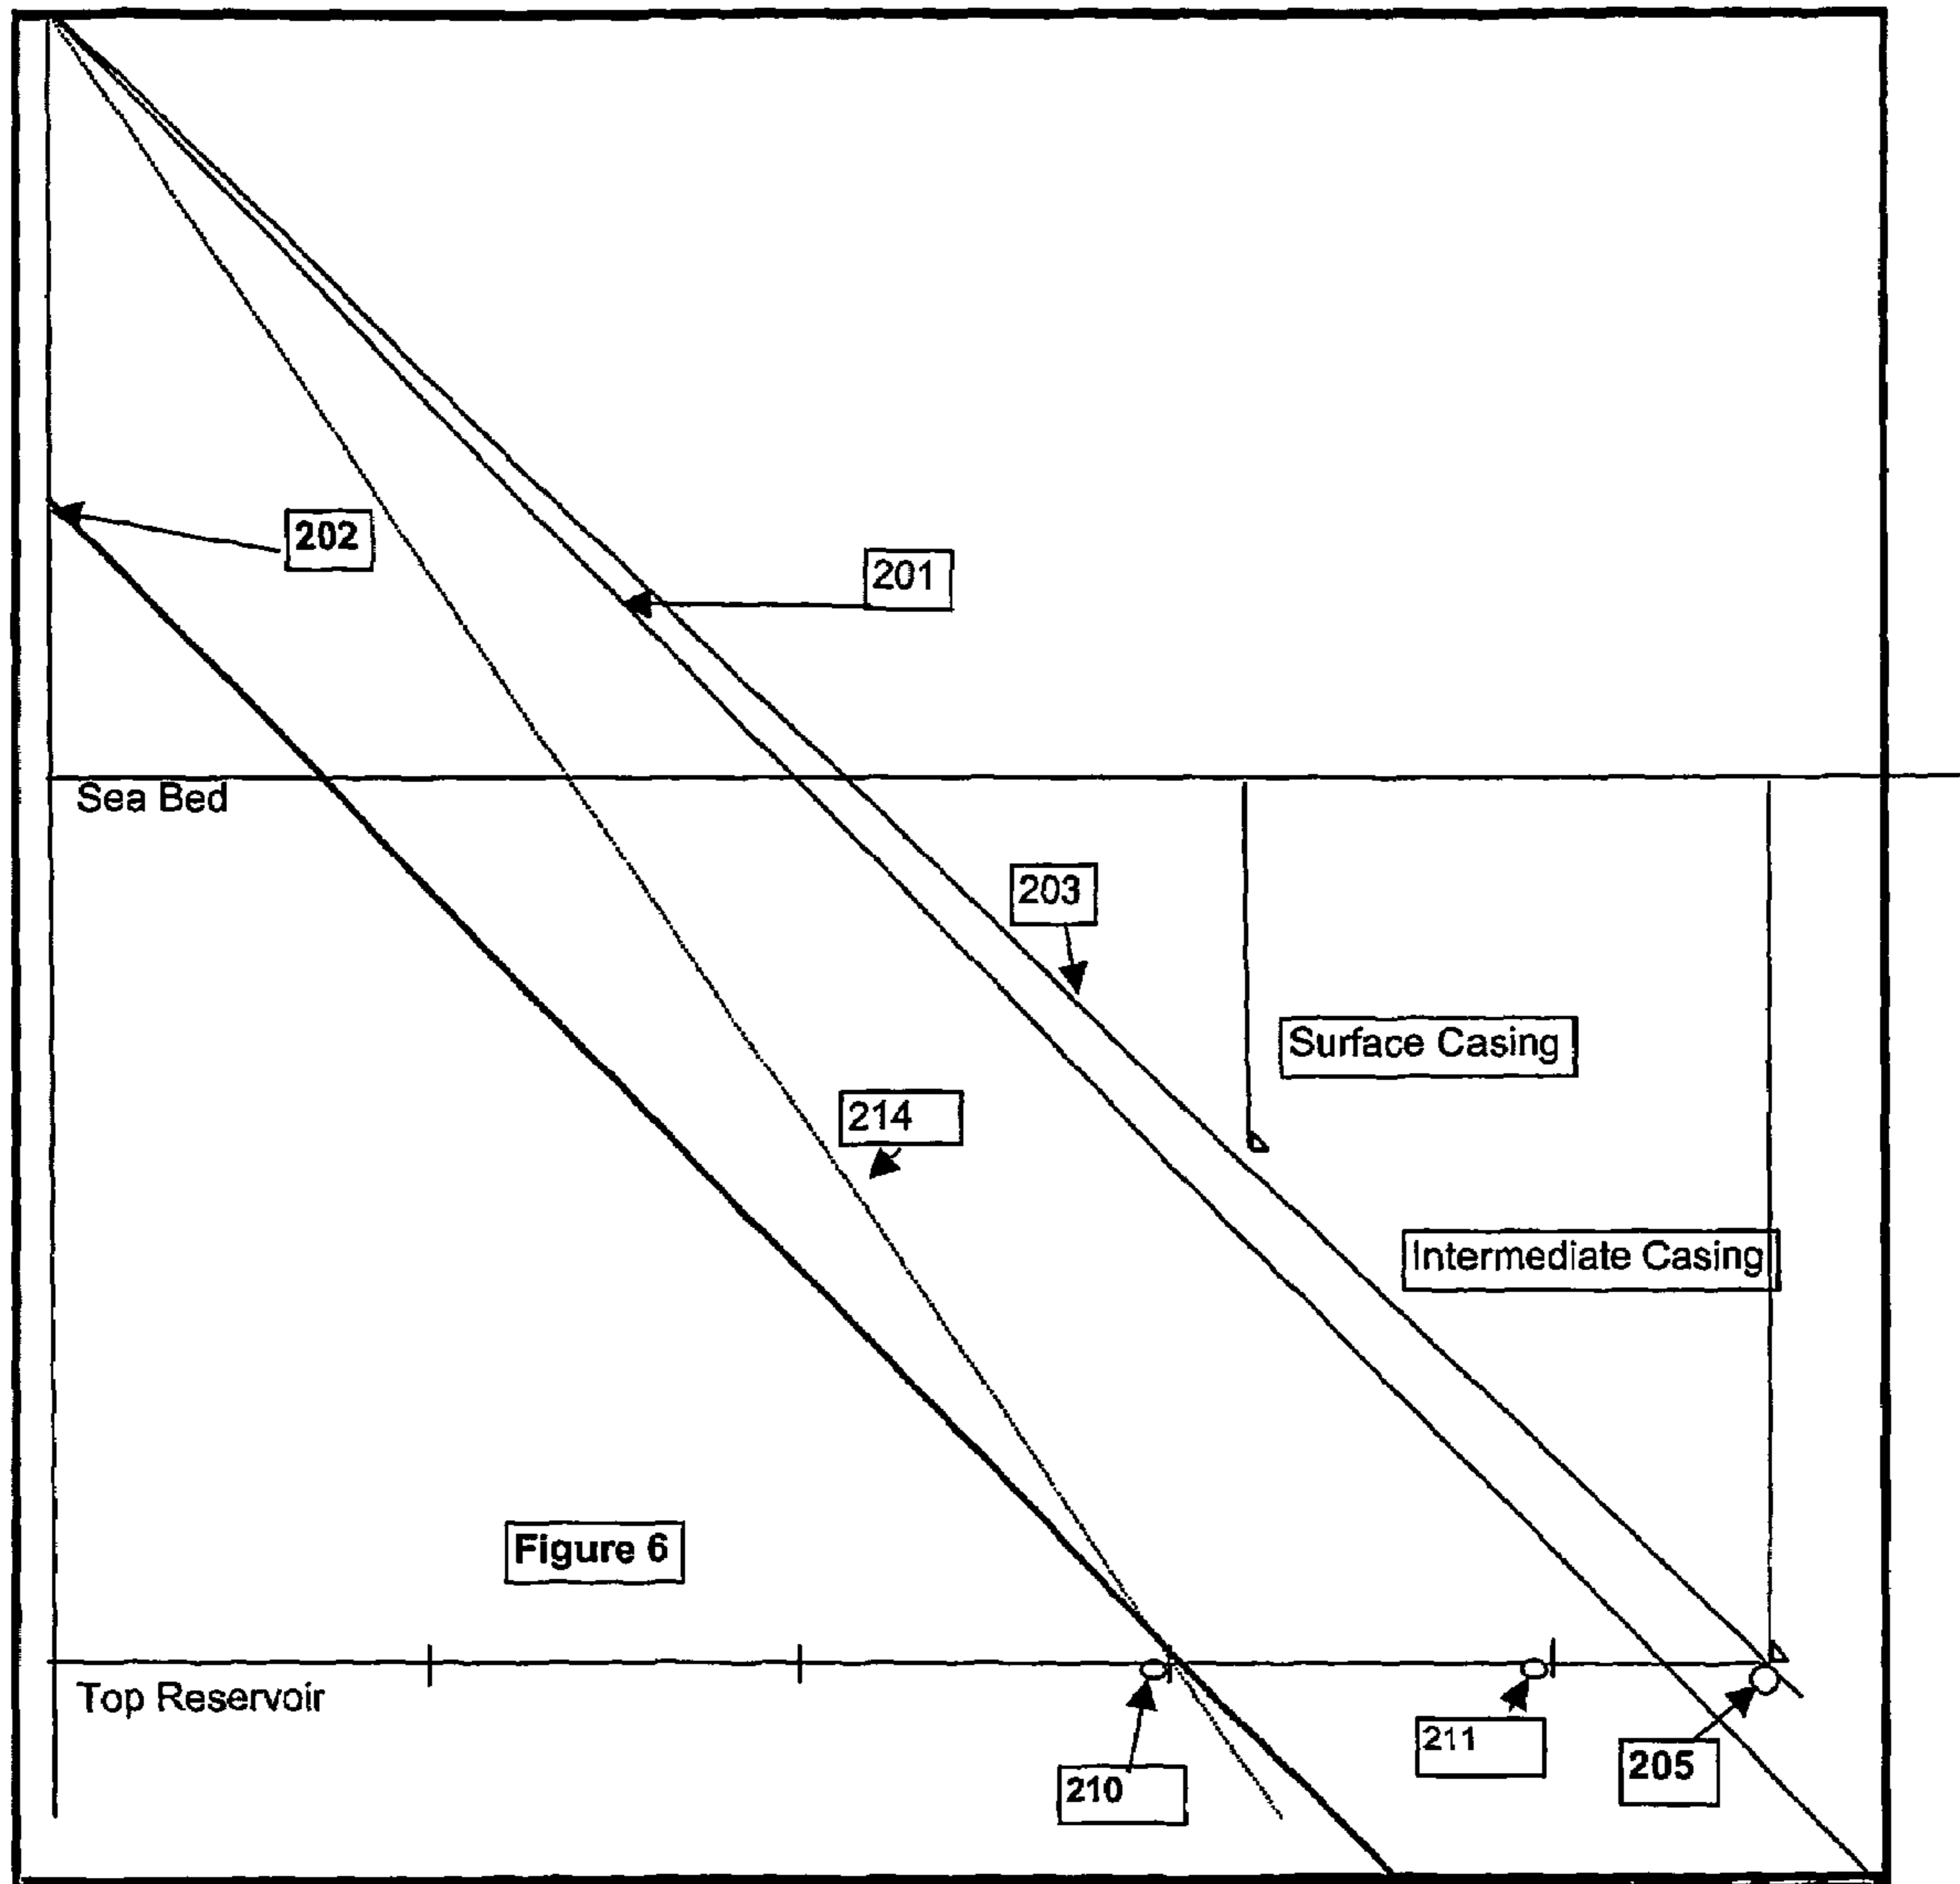 202
201
Sea Bed
203
Surface Casing
214
Intermediate Casing
Figure 6
Top Reservoir
211
205
210